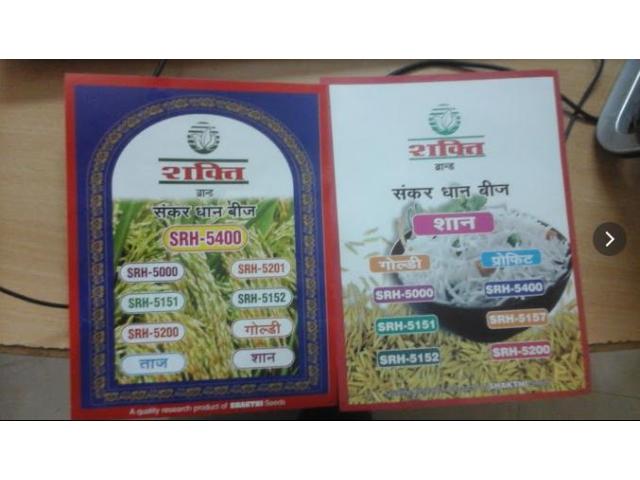 शक्ति
ब्रान्ड
संकर धान बीज
SRH-5400
SRH-5000
SRH-5201
SRH-5151
SRH-5152
SRH-5200
गोल्डी
ताज
शान
A quality research product of SHAKTHI Seeds
शक्ति
ब्रान्ड
संकर धान बीज
शान
गोल्डी
प्रोफिट
SRH-5000
SRH-5400
SRH-5151
SRH-5157
SRH-5152
SRH-5200
SHAKTHI